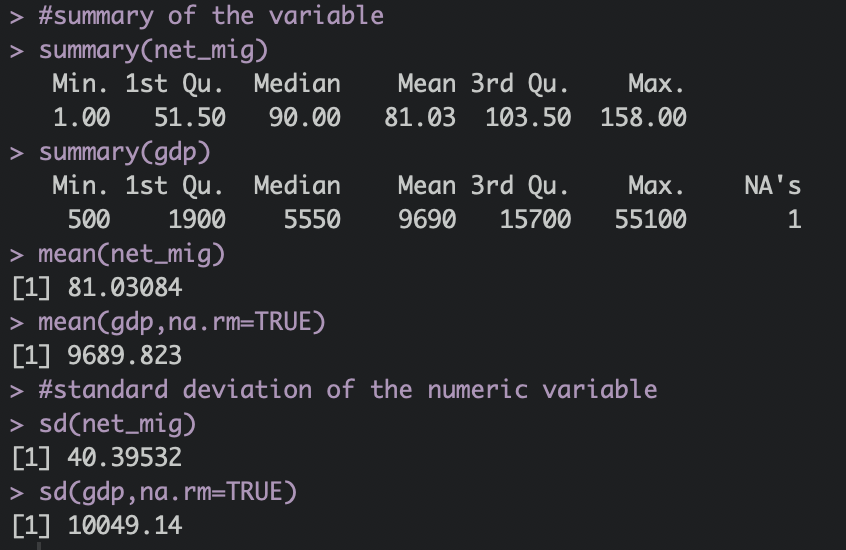 > #summary of the variable
> summary(net_mig)
Min. 1st Qu. Median Mean 3rd Qu. Max.
1.00 51.50 90.00 81.03 103.50 158.00
> summary(gdp)
Min. 1st Qu. Median Mean 3rd Qu. Max. NA's
500 1900 5550 9690 15700 55100 1
> mean(net_mig)
[1] 81.03084
> mean(gdp,na.rm=TRUE)
[1] 9689.823
> #standard deviation of the numeric variable
> sd(net_mig)
[1] 40.39532
> sd(gdp,na.rm=TRUE)
[1] 10049.14